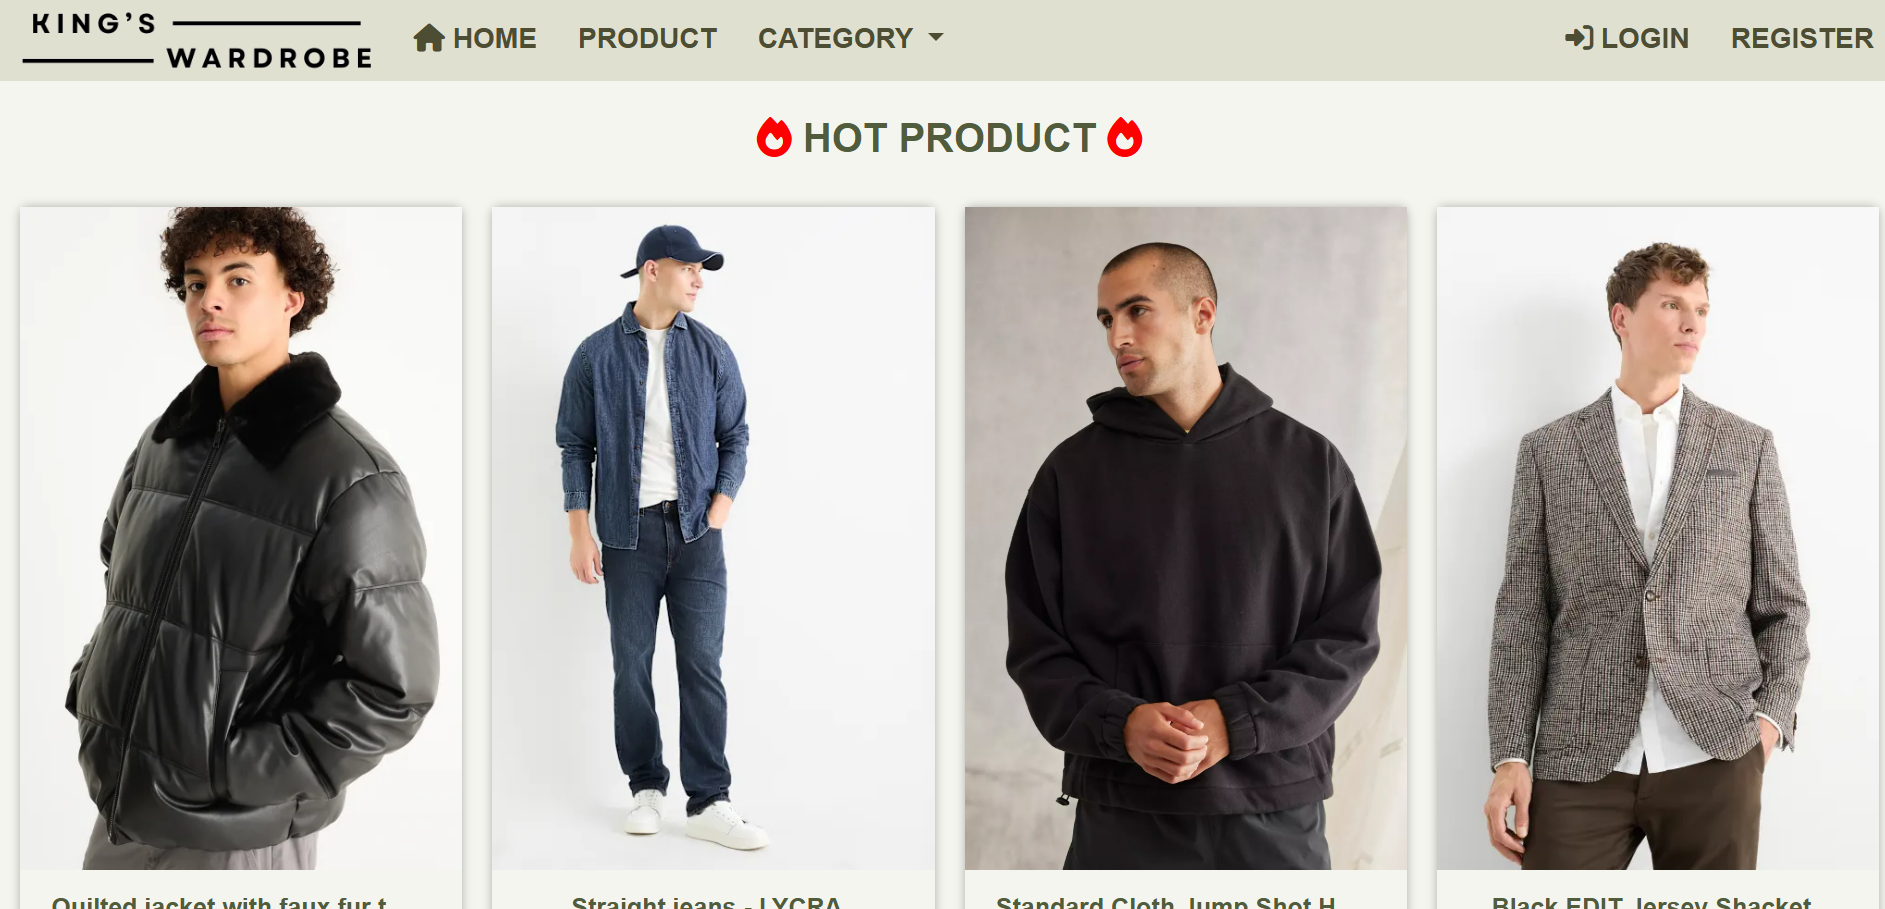 KING'S
WARDROBE
HOME PRODUCT CATEGORY LOGIN REGISTER
HOT PRODUCT
Quilted jacket with faux fur t
Straight jeans - LYCRA
Standard Cloth Jump Shot H
Black EDIT Jersey Shacket